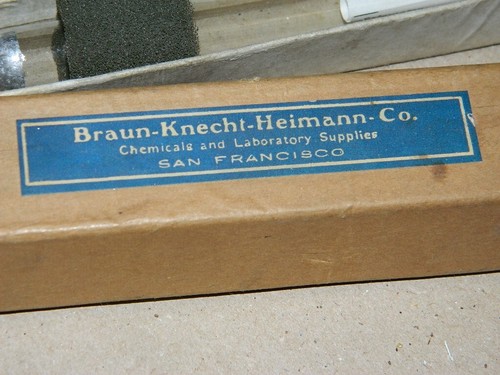 Braun-Knecht-Heimann-Co.
Chemicals and Laboratory Supplies
SAN FRANCISCO